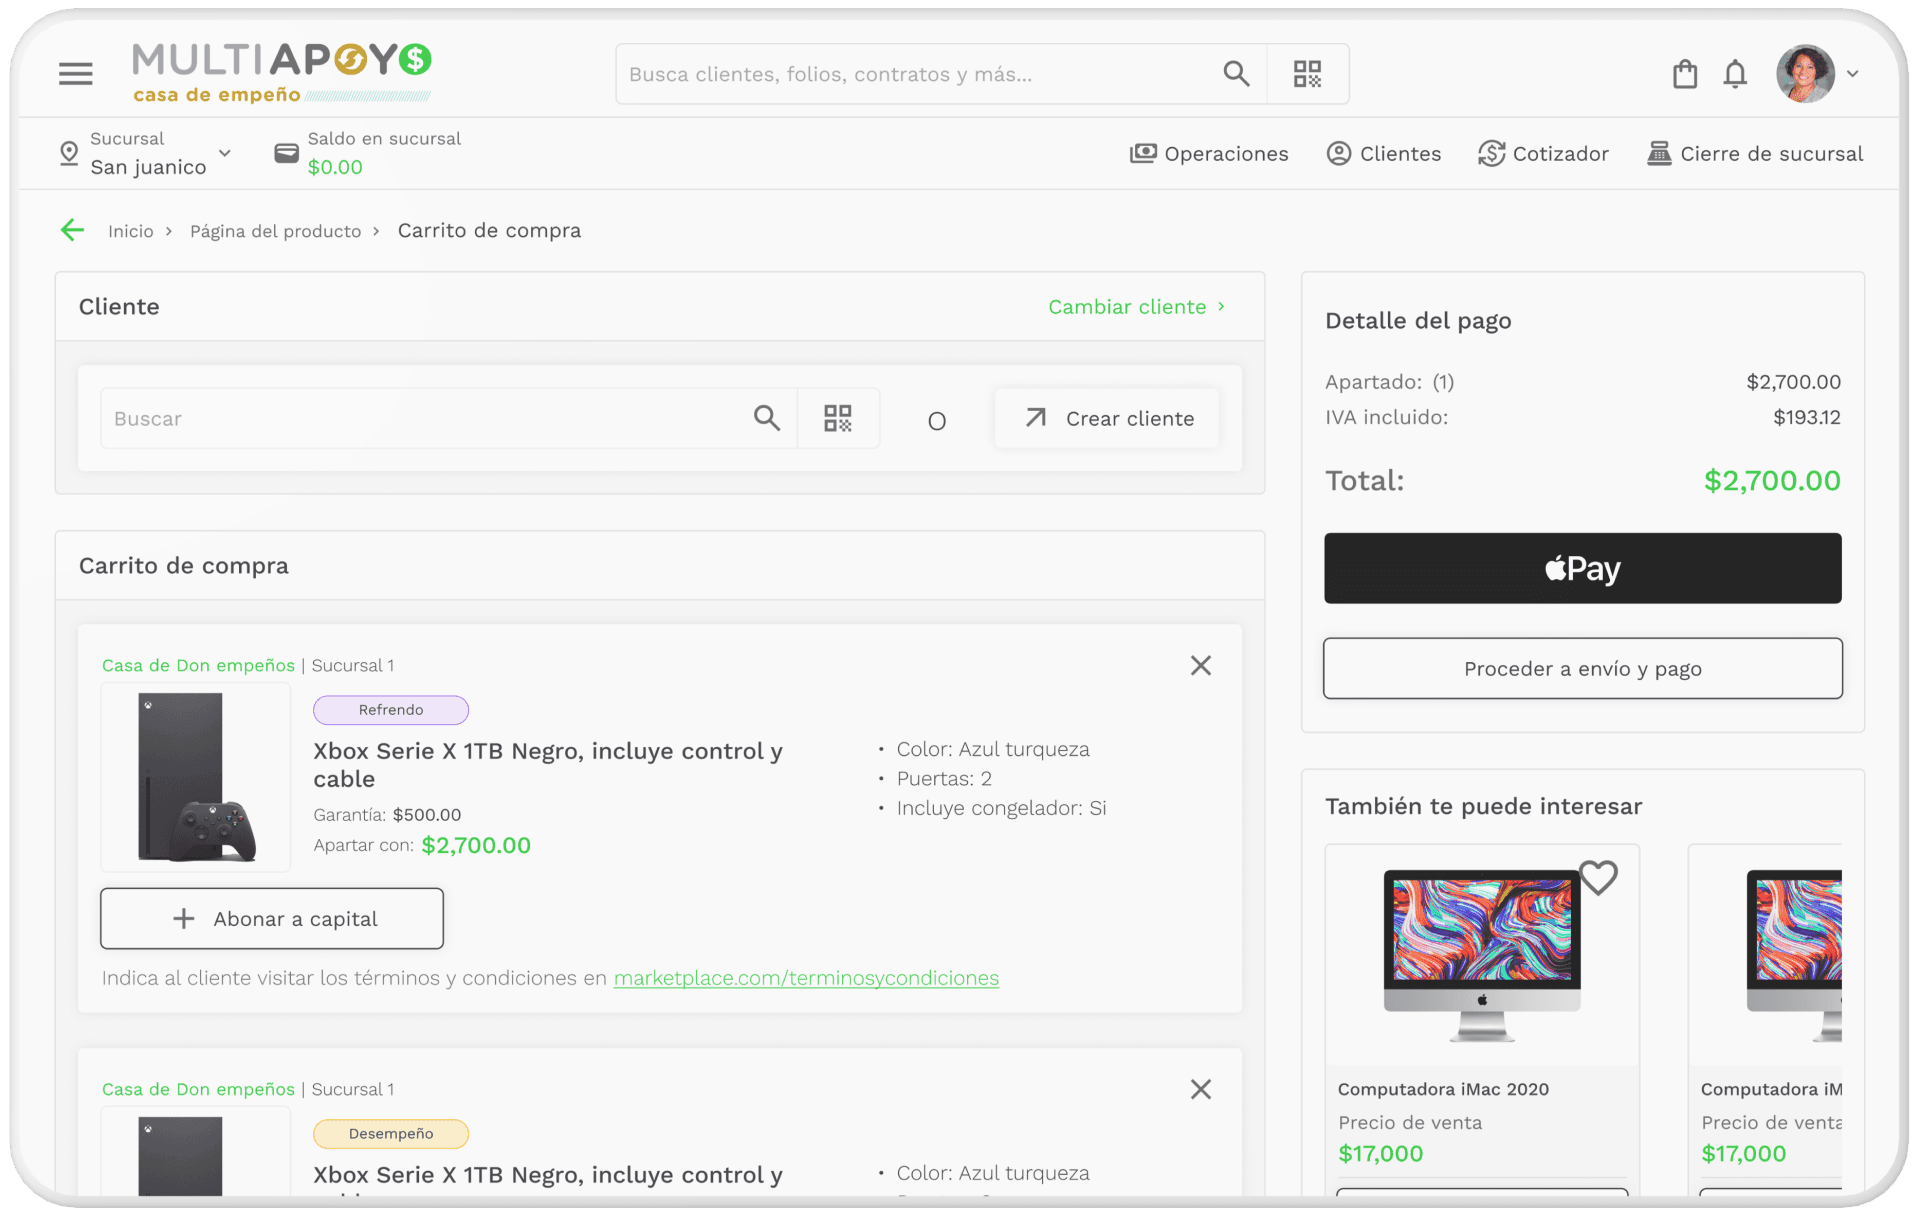 MULTIAPOYO$
casa de empeño
Busca clientes, folios, contratos y más...
Sucursal
San juanico
Saldo en sucursal
$0.00
Operaciones
Clientes
Cotizador
Cierre de sucursal
Inicio > Página del producto > Carrito de compra
Cliente
Cambiar cliente >
Buscar
O
Crear cliente
Carrito de compra
Casa de Don empeños | Sucursal 1
Refrendo
Xbox Serie X 1TB Negro, incluye control y
cable
Garantía: $500.00
Apartar con: $2,700.00
• Color: Azul turqueza
• Puertas: 2
• Incluye congelador: Si
+ Abonar a capital
Indica al cliente visitar los términos y condiciones en marketplace.com/terminosycondiciones
Casa de Don empeños | Sucursal 1
Desempeño
Xbox Serie X 1TB Negro, incluye control y
• Color: Azul turqueza
Detalle del pago
Apartado: (1) $2,700.00
IVA incluido: $193.12
Total: $2,700.00
Pay
Proceder a envío y pago
También te puede interesar
Computadora iMac 2020
Precio de venta
$17,000
Computadora iM
Precio de venta
$17,000